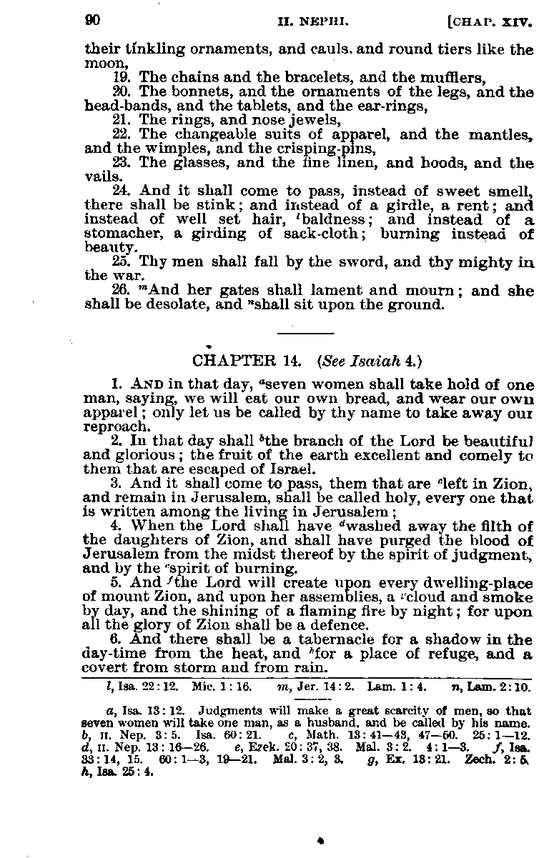 90 II. NEPHI. [CHAP. XIV.
their tinkling ornaments, and cauls. and round tiers like the
moon,
19. The chains and the bracelets, and the mufflers,
20. The bonnets, and the ornaments of the legs, and the
head-bands, and the tablets, and the ear-rings,
21. The rings, and nose jewels,
22. The changeable suits of apparel, and the mantles,
and the wimples, and the crisping-pins,
23. The glasses, and the fine linen, and hoods, and the
vails.
24. And it shall come to pass, instead of sweet smell,
there shall be stink; and instead of a girdle, a rent; and
instead of well set hair, lbaldness; and instead of a
stomacher, a girding of sack-cloth; burning instead of
beauty.
25. Thy men shall fall by the sword, and thy mighty in
the war.
26. mAnd her gates shall lament and mourn; and she
shall be desolate, and nshall sit upon the ground.
CHAPTER 14. (See Isaiah 4.)
1. AND in that day, aseven women shall take hold of one
man, saying, we will eat our own bread, and wear our own
apparel; only let us be called by thy name to take away our
reproach.
2. In that day shall bthe branch of the Lord be beautiful
and glorious; the fruit of the earth excellent and comely to
them that are escaped of Israel.
3. And it shall come to pass, them that are cleft in Zion,
and remain in Jerusalem, shall be called holy, every one that
is written among the living in Jerusalem;
4. When the Lord shall have dwashed away the filth of
the daughters of Zion, and shall have purged the blood of
Jerusalem from the midst thereof by the spirit of judgment,
and by the espirit of burning.
5. And fthe Lord will create upon every dwelling-place
of mount Zion, and upon her assemblies, a gcloud and smoke
by day, and the shining of a flaming fire by night; for upon
all the glory of Zion shall be a defence.
6. And there shall be a tabernacle for a shadow in the
day-time from the heat, and hfor a place of refuge, and a
covert from storm and from rain.
l, Isa. 22:12. Mic. 1:16. m, Jer. 14:2. Lam. 1:4. n, Lam. 2:10.
a, Isa. 13:12. Judgments will make a great scarcity of men, so that
seven women will take one man, as a husband, and be called by his name.
b, II. Nep. 3:5. Isa. 60:21. c, Math. 13:41—43, 47—50. 25:1—12.
d, II. Nep. 13:16—26. e, Ezek. 20:37, 38. Mal. 3:2. 4:1—3. f, Isa.
33:14, 15. 60:1—3, 19—21. Mal. 3:2, 3. g, Ex. 13:21. Zech. 2:5.
h, Isa. 25:4.